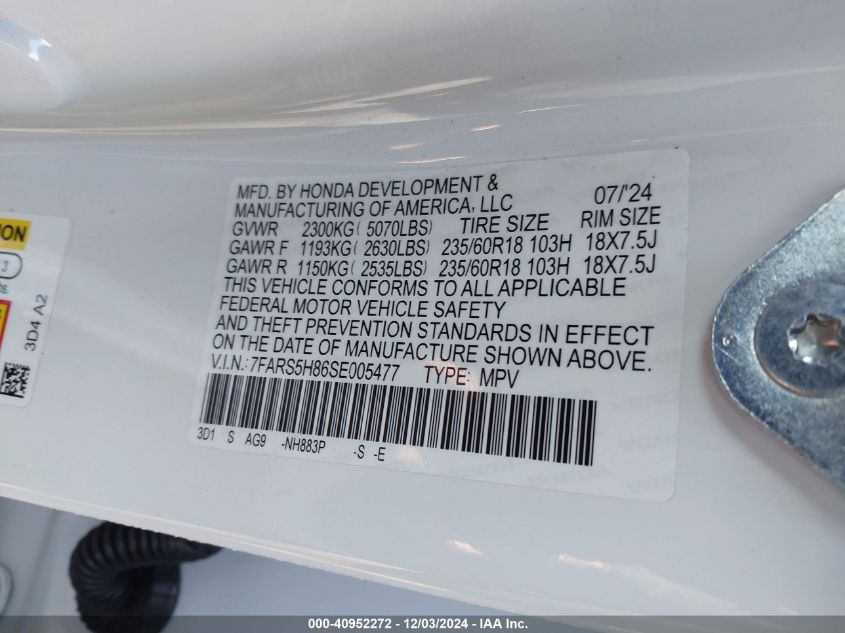 MFD. BY HONDA DEVELOPMENT & 07/'24
MANUFACTURING OF AMERICA, LLC
GVWR 2300KG( 5070LBS) TIRE SIZE RIM SIZE
GAWR F 1193KG( 2630LBS) 235/60R18 103H 18X7.5J
GAWR R 1150KG( 2535LBS) 235/60R18 103H 18X7.5J
THIS VEHICLE CONFORMS TO ALL APPLICABLE
FEDERAL MOTOR VEHICLE SAFETY
AND THEFT PREVENTION STANDARDS IN EFFECT
ON THE DATE OF MANUFACTURE SHOWN ABOVE.
V.I.N.: 7FARS5H86SE005477 TYPE: MPV
3D1 S AG9 -NH883P -S -E
ION
3
bs.
3D4 A2
000-40952272 - 12/03/2024 - IAA Inc.